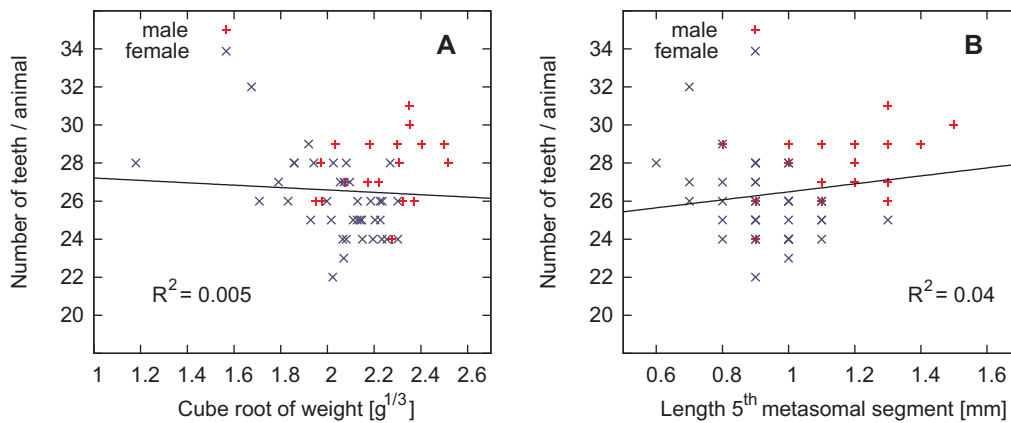 A
male
female
Number of teeth / animal
34
32
30
28
26
24
22
20
R² = 0.005
1 1.2 1.4 1.6 1.8 2 2.2 2.4 2.6
Cube root of weight [g^1/3]
B
male
female
Number of teeth / animal
34
32
30
28
26
24
22
20
R² = 0.04
0.6 0.8 1 1.2 1.4 1.6
Length 5th metasomal segment [mm]